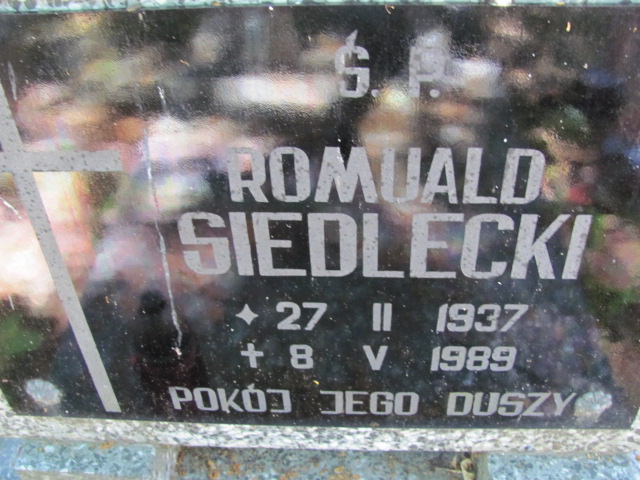 Ś. P.
ROMUALD
SIEDLECKI
✦ 27 II 1937
✝ 8 V 1989
POKÓJ JEGO DUSZY